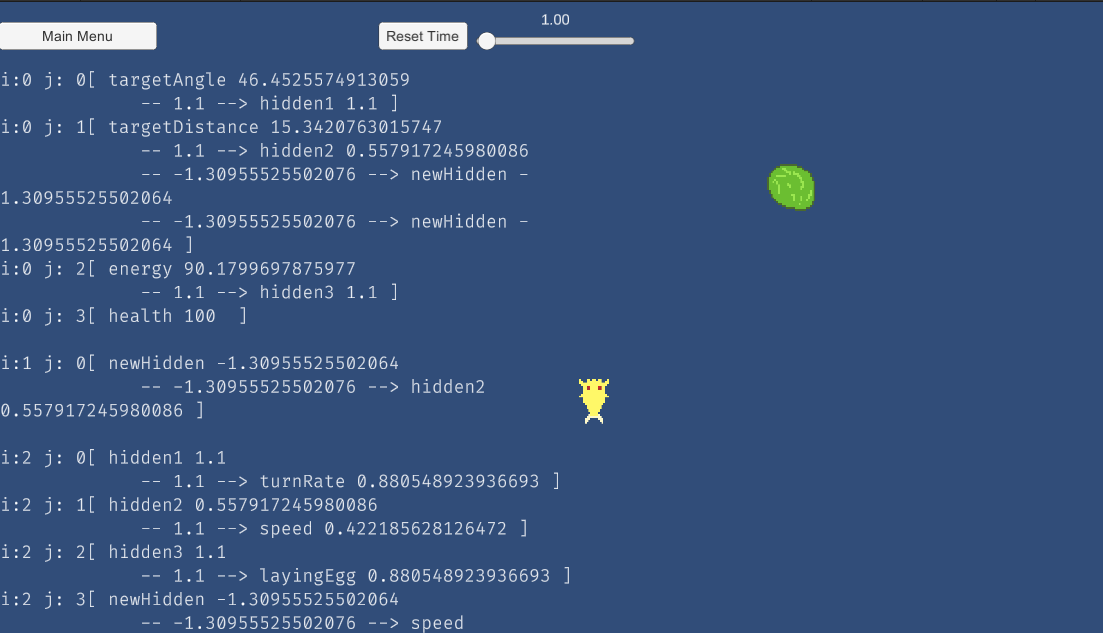 1.00
Main Menu
Reset Time
i:0 j: 0[ targetAngle 46.4525574913059
-- 1.1 --> hidden1 1.1 ]
i:0 j: 1[ targetDistance 15.3420763015747
-- 1.1 --> hidden2 0.557917245980086
-- -1.30955525502076 --> newHidden -
1.30955525502064
-- -1.30955525502076 --> newHidden -
1.30955525502064 ]
i:0 j: 2[ energy 90.1799697875977
-- 1.1 --> hidden3 1.1 ]
i:0 j: 3[ health 100  ]
i:1 j: 0[ newHidden -1.30955525502064
-- -1.30955525502076 --> hidden2
0.557917245980086 ]
i:2 j: 0[ hidden1 1.1
-- 1.1 --> turnRate 0.880548923936693 ]
i:2 j: 1[ hidden2 0.557917245980086
-- 1.1 --> speed 0.422185628126472 ]
i:2 j: 2[ hidden3 1.1
-- 1.1 --> layingEgg 0.880548923936693 ]
i:2 j: 3[ newHidden -1.30955525502064
-- -1.30955525502076 --> speed